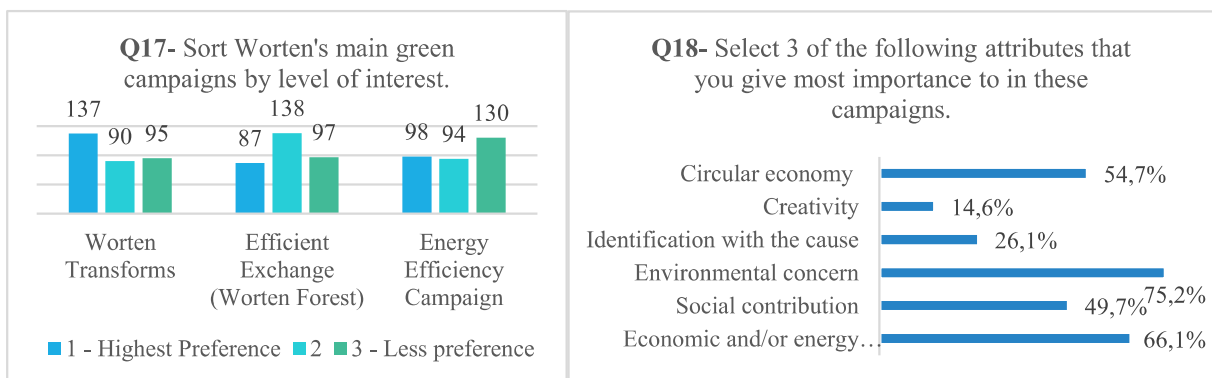 Q17- Sort Worten's main green
campaigns by level of interest.
137
90
95
87
138
97
98
94
130
Worten
Transforms
Efficient
Exchange
(Worten Forest)
Energy
Efficiency
Campaign
1 - Highest Preference
2
3 - Less preference
Q18- Select 3 of the following attributes that
you give most importance to in these
campaigns.
Circular economy
54,7%
Creativity
14,6%
Identification with the cause
26,1%
Environmental concern
75,2%
Social contribution
49,7%
Economic and/or energy…
66,1%